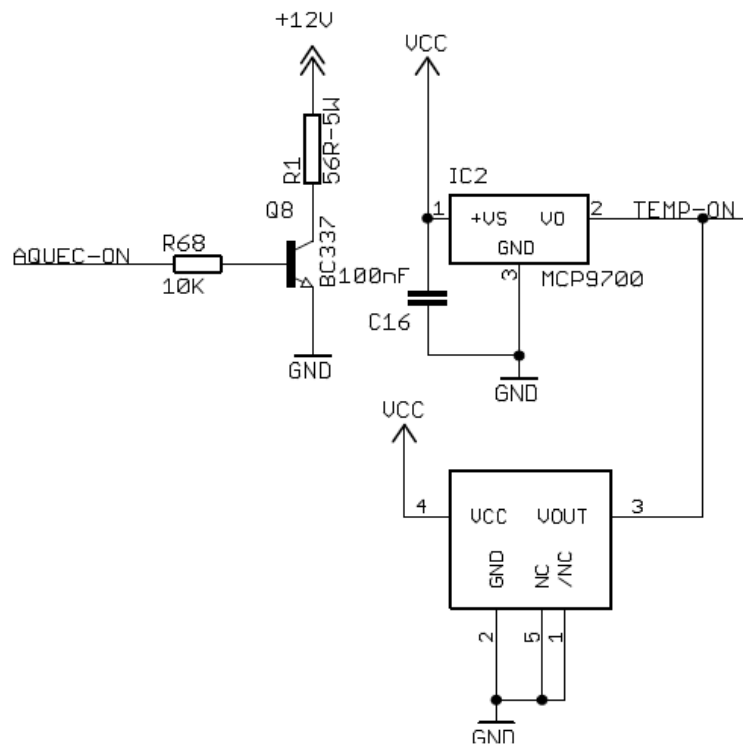 +12V
R1
56R-5W
Q8
BC337
AQUEC-ON
R68
10K
GND
VCC
IC2
1
+VS
VO
2
TEMP-ON
GND
3
MCP9700
100nF
C16
GND
VCC
4
VCC
VOUT
3
GND
NC
/NC
2
5
1
GND